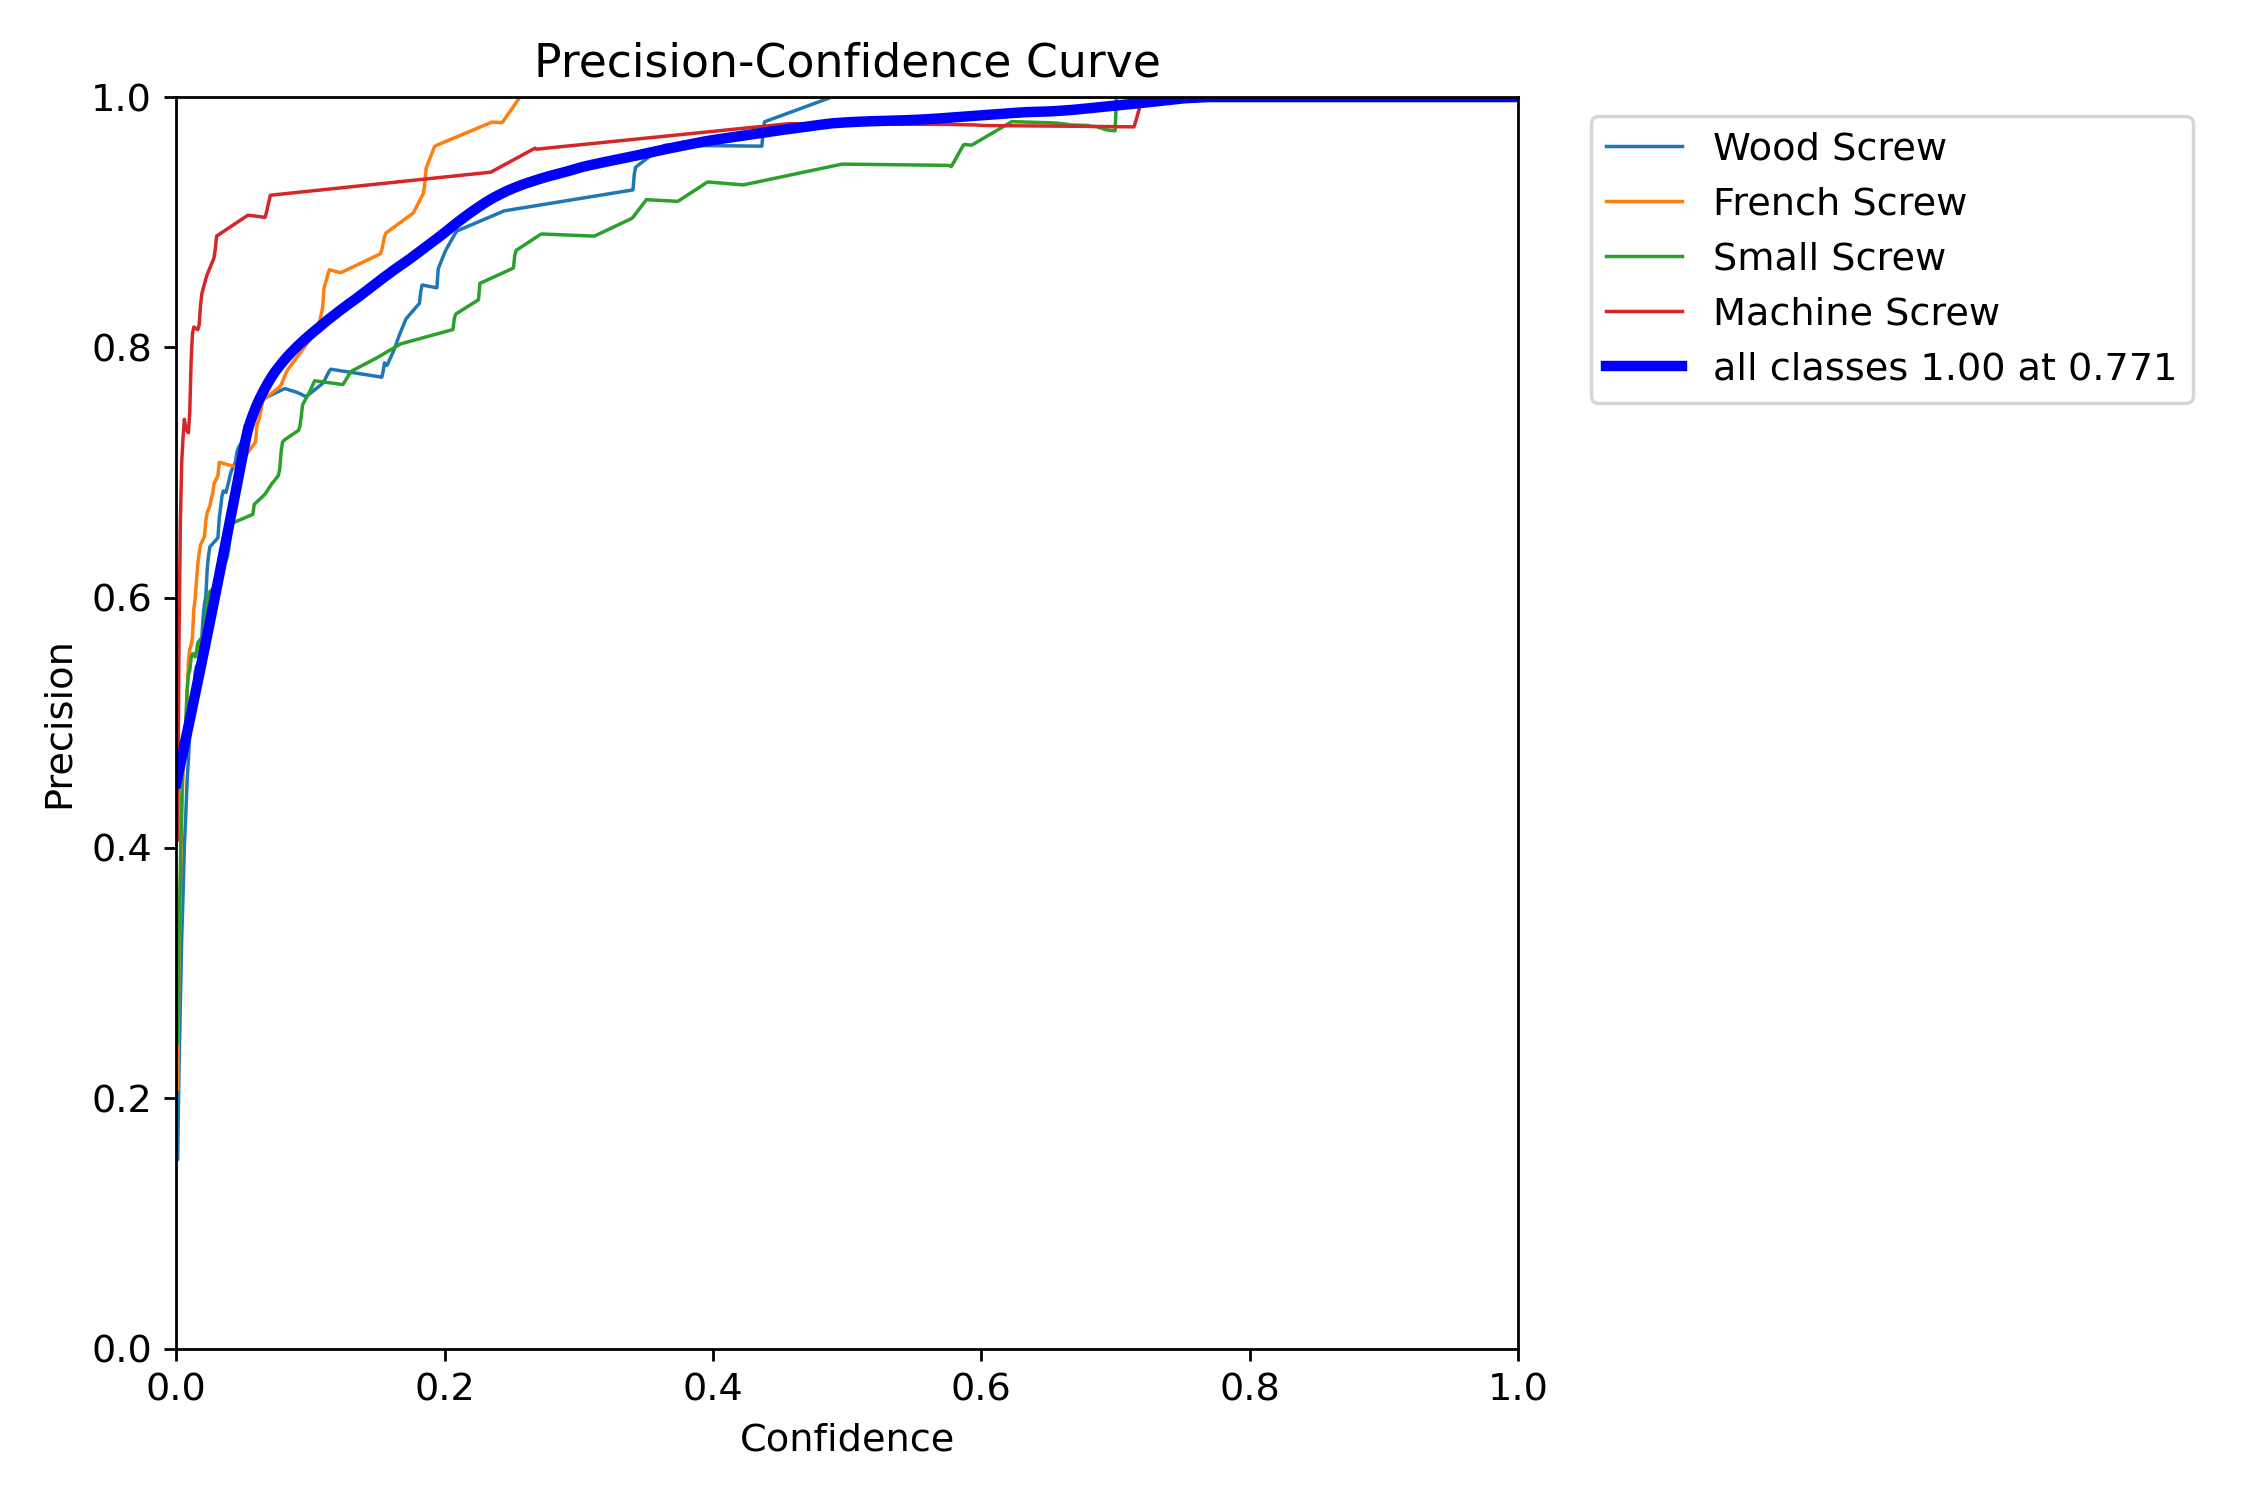 Precision-Confidence Curve
1.0
0.8
0.6
0.4
0.2
0.0
Precision
0.0 0.2 0.4 0.6 0.8 1.0
Confidence
Wood Screw
French Screw
Small Screw
Machine Screw
all classes 1.00 at 0.771